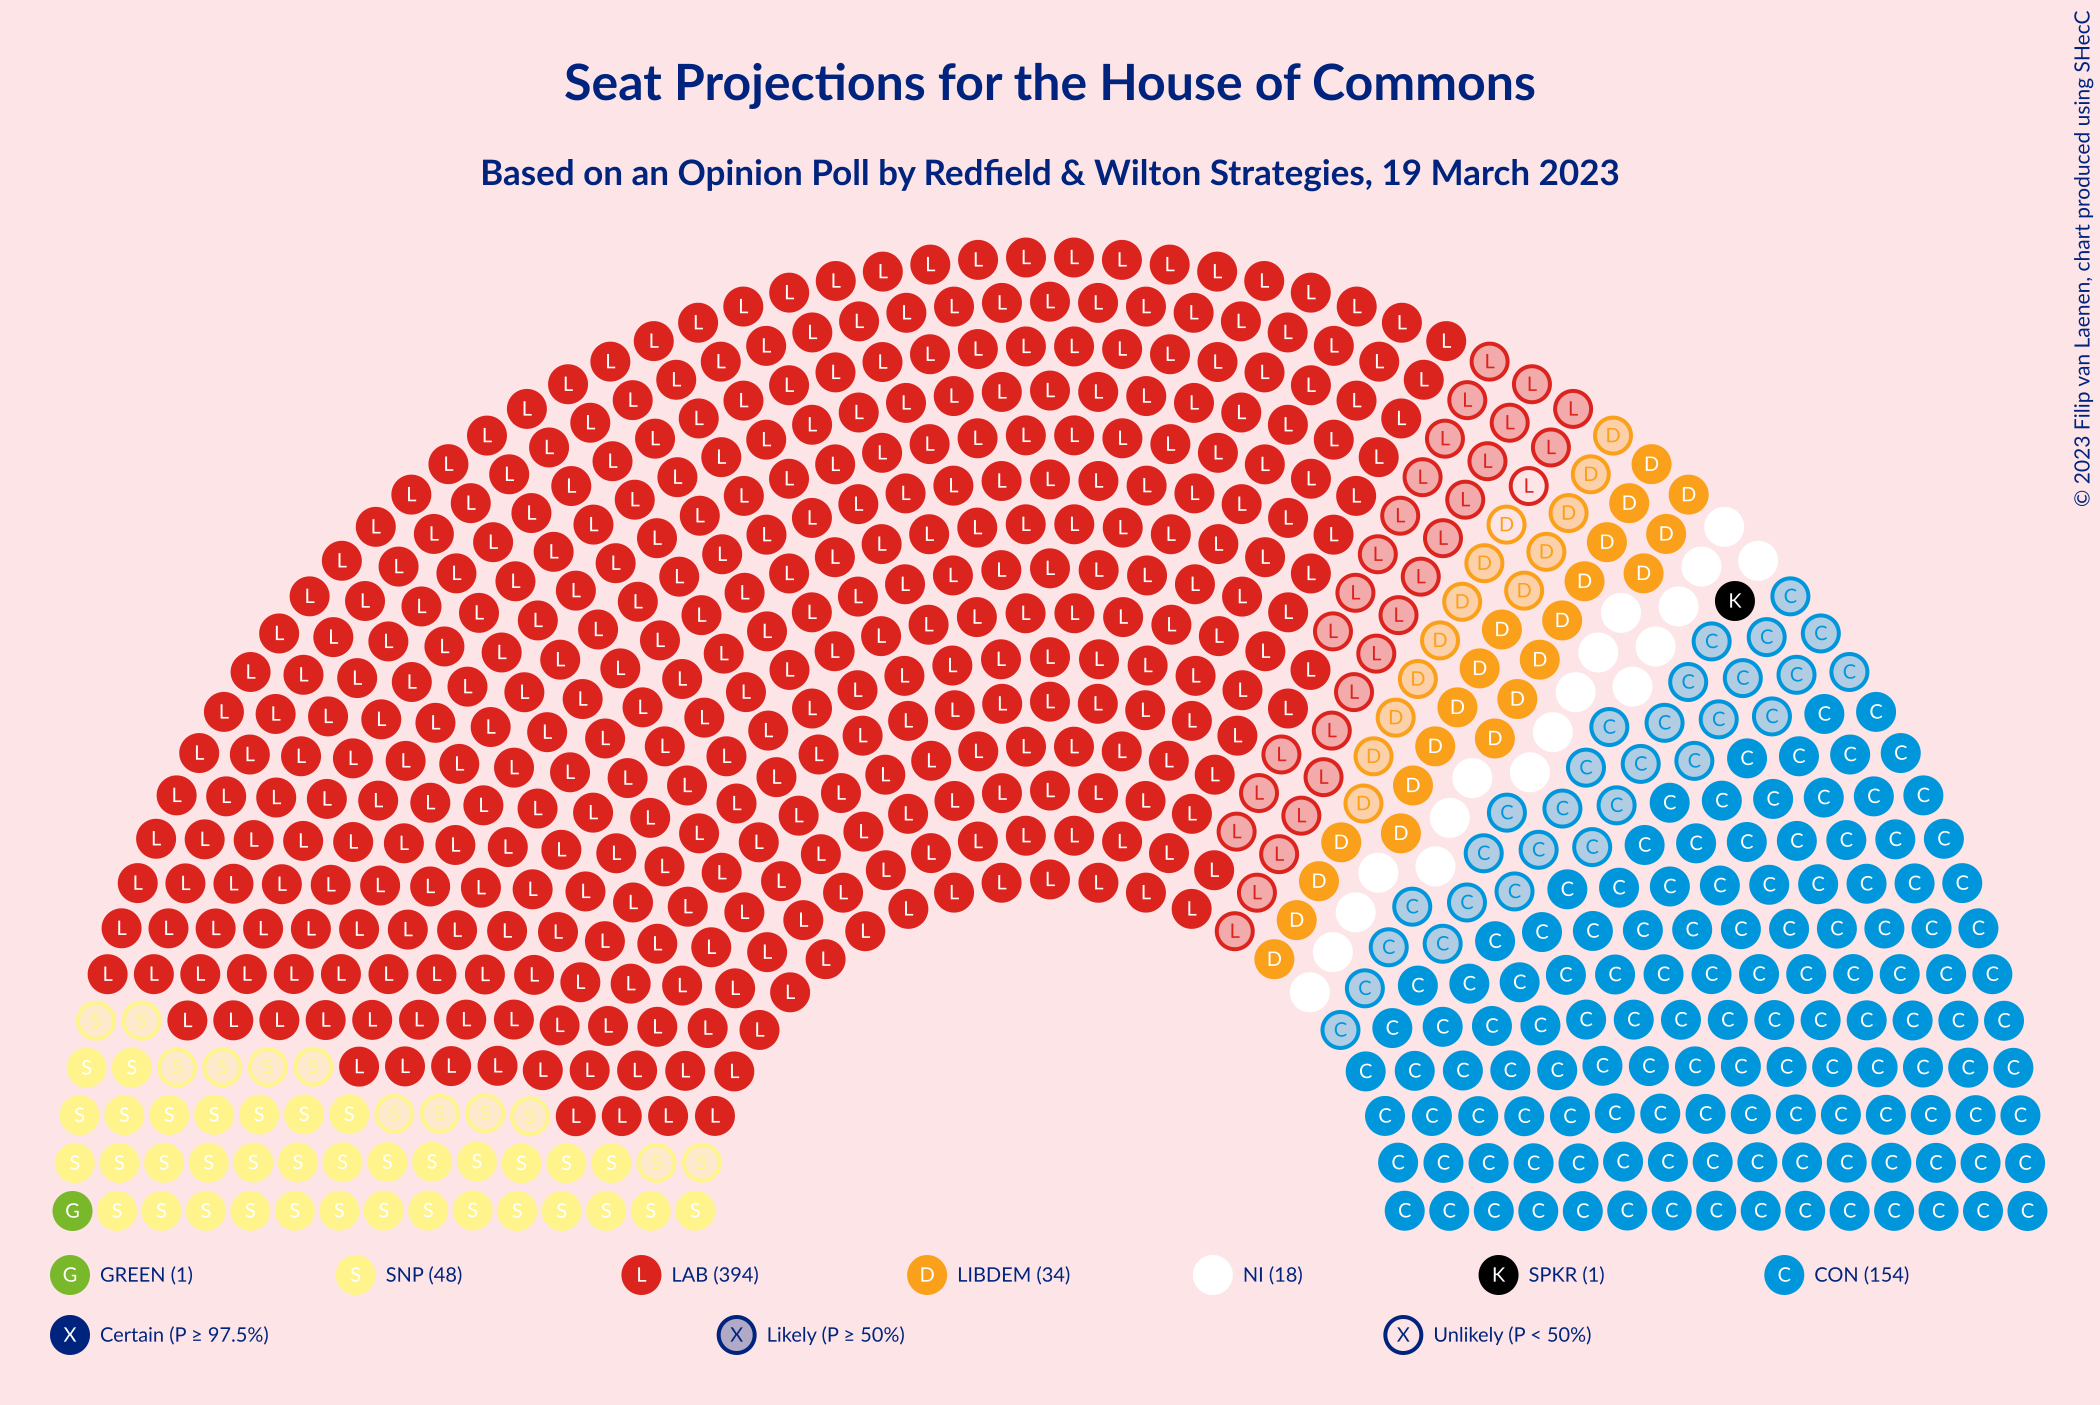 Seat Projections for the House of Commons
Based on an Opinion Poll by Redfield & Wilton Strategies, 19 March 2023
© 2023 Filip van Laenen, chart produced using SHecC
G GREEN (1) S SNP (48) L LAB (394) D LIBDEM (34) NI (18) K SPKR (1) C CON (154)
X Certain (P ≥ 97.5%) X Likely (P ≥ 50%) X Unlikely (P < 50%)